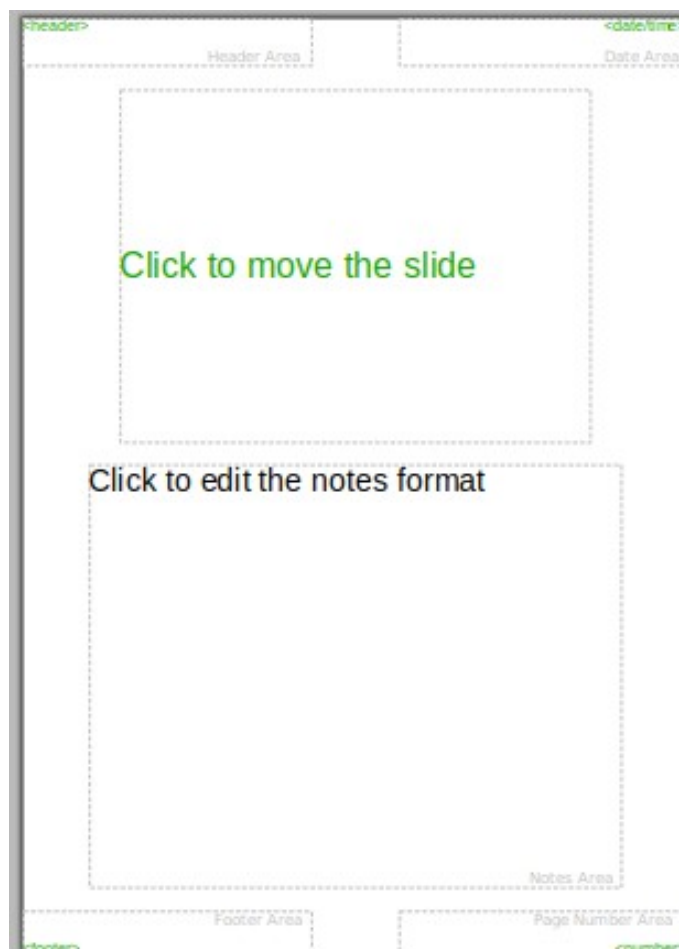 <header>
<date/time
Header Area
Date Area
Click to move the slide
Click to edit the notes format
Notes Area
Footer Area
Page Number Area
<footer>
<number